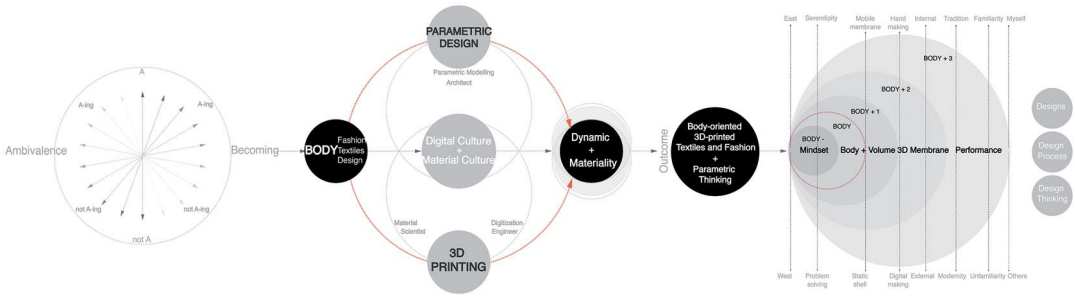 Ambivalence
A
A-ing
A-ing
not A-ing
not A-ing
not A
Becoming
BODY
Fashion
Textiles
Design
PARAMETRIC
DESIGN
Parametric Modelling
Architect
Digital Culture
+
Material Culture
Material
Scientist
Digitization
Engineer
3D
PRINTING
Dynamic
+
Materiality
Outcome
Body-oriented
3D-printed
Textiles and Fashion
+
Parametric
Thinking
East
Serendipity
Mobile
membrane
Hand
making
Internal
Tradition
Familiarity
Myself
BODY + 3
BODY + 2
BODY + 1
BODY
BODY -
Mindset
Body + Volume
3D Membrane
Performance
West
Problem
solving
Static
shell
Digital
making
External
Modernity
Unfamilisrity
Others
Designs
Design
Process
Design
Thinking